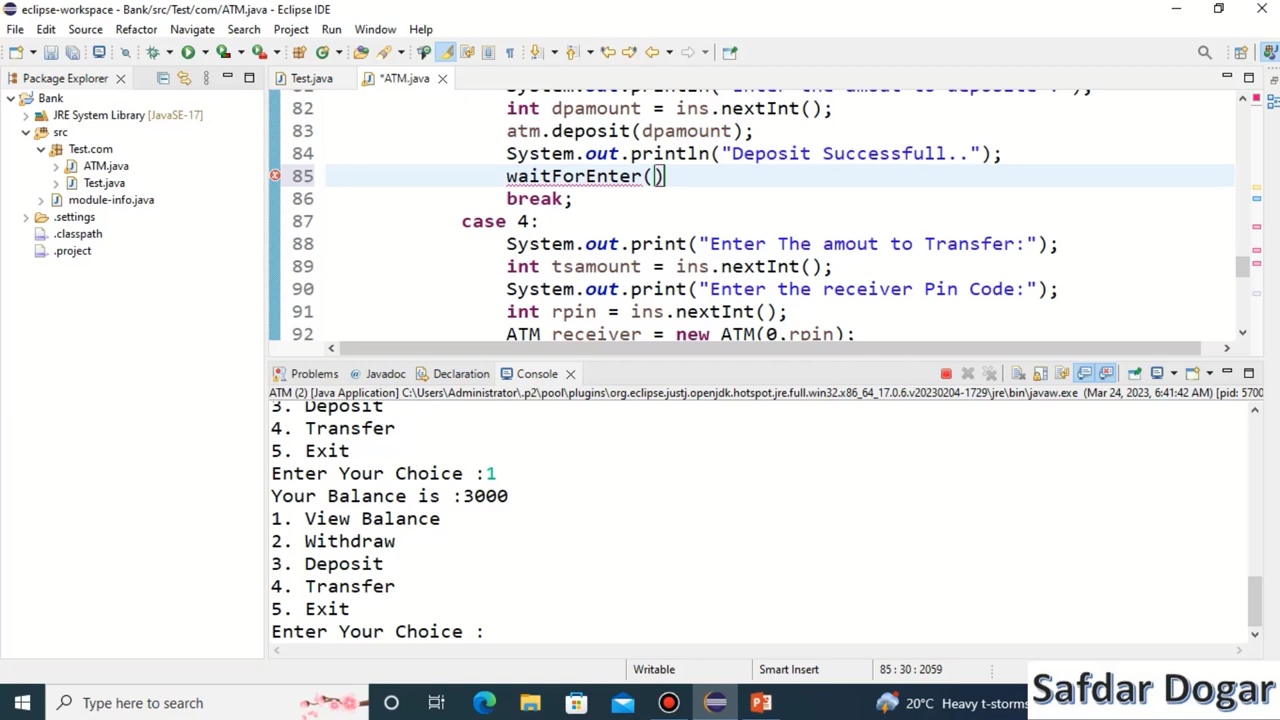 eclipse-workspace - Bank/src/Test/com/ATM.java - Eclipse IDE
File Edit Source Refactor Navigate Search Project Run Window Help
Package Explorer
Test.java *ATM.java
Bank
JRE System Library [JavaSE-17]
src
Test.com
ATM.java
Test.java
module-info.java
.settings
.classpath
.project
82 int dpamount = ins.nextInt();
83 atm.deposit(dpamount);
84 System.out.println("Deposit Successfull..");
85 waitForEnter()
86 break;
87 case 4:
88 System.out.print("Enter The amout to Transfer:");
89 int tsamount = ins.nextInt();
90 System.out.print("Enter the receiver Pin Code:");
91 int rpin = ins.nextInt();
92 ATM receiver = new ATM(0,rpin);
Problems Javadoc Declaration Console
ATM (2) [Java Application] C:\Users\Administrator\.p2\pool\plugins\org.eclipse.justj.openjdk.hotspot.jre.full.win32.x86_64_17.0.6.v20230204-1729\jre\bin\javaw.exe (Mar 24, 2023, 6:41:42 AM) [pid: 5700
3. Deposit
4. Transfer
5. Exit
Enter Your Choice :1
Your Balance is :3000
1. View Balance
2. Withdraw
3. Deposit
4. Transfer
5. Exit
Enter Your Choice :
Writable Smart Insert 85 : 30 : 2059
Type here to search
20°C Heavy t-storms
Safdar Dogar